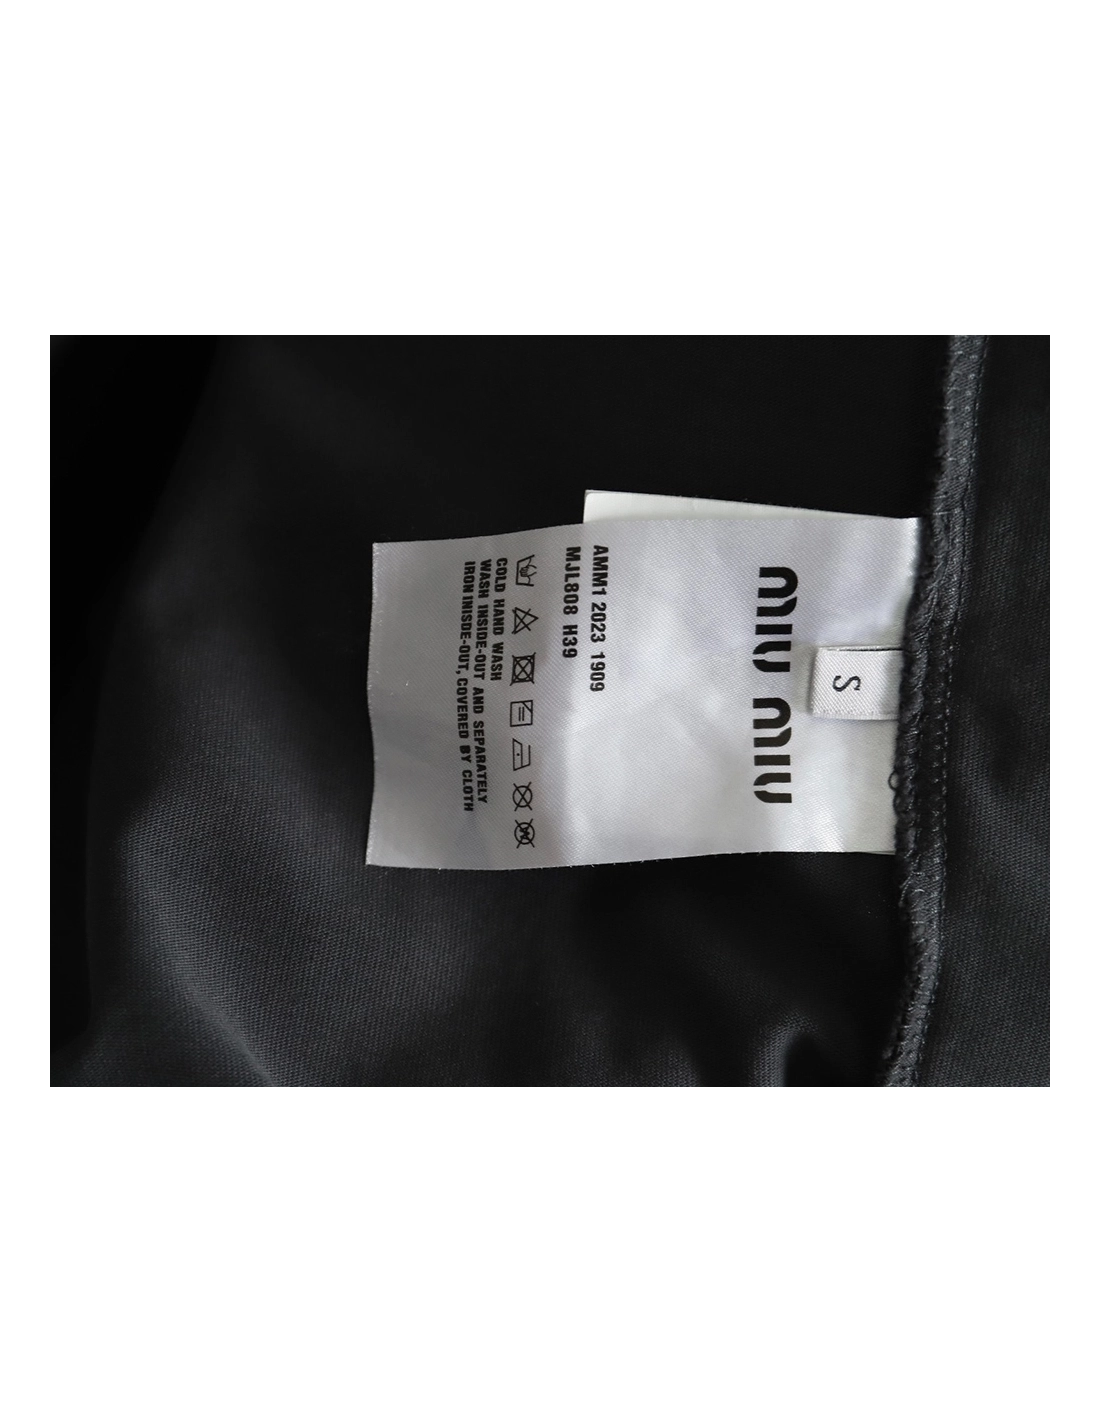 miu miu
S
AMM1 2023 1909
MJL808 H39
COLD HAND WASH
WASH INSIDE-OUT AND SEPARATELY
IRON INISDE-OUT, COVERED BY CLOTH